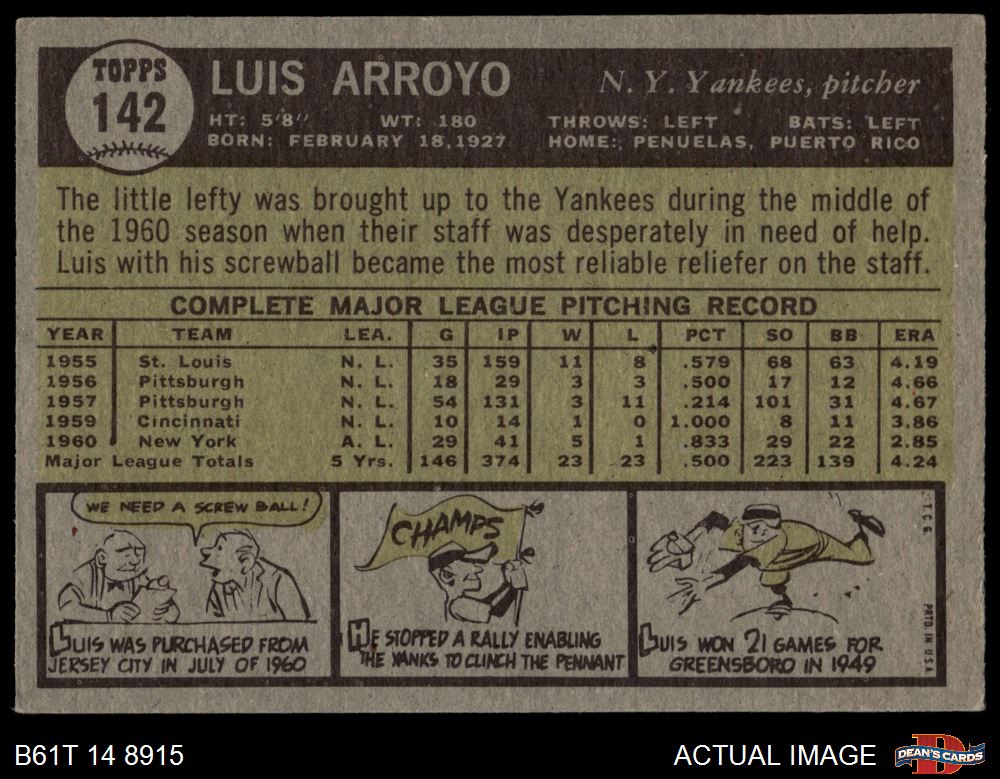 TOPPS
142
LUIS ARROYO
N. Y. Yankees, pitcher
HT: 5'8" WT: 180 THROWS: LEFT BATS: LEFT
BORN: FEBRUARY 18, 1927 HOME: PENUELAS, PUERTO RICO
The little lefty was brought up to the Yankees during the middle of
the 1960 season when their staff was desperately in need of help.
Luis with his screwball became the most reliable reliefer on the staff.
COMPLETE MAJOR LEAGUE PITCHING RECORD
YEAR TEAM LEA. G IP W L PCT SO BB ERA
1955 St. Louis N. L. 35 159 11 8 .579 68 63 4.19
1956 Pittsburgh N. L. 18 29 3 3 .500 17 12 4.66
1957 Pittsburgh N. L. 54 131 3 11 .214 101 31 4.67
1959 Cincinnati N. L. 10 14 1 0 1.000 8 11 3.86
1960 New York A. L. 29 41 5 1 .833 29 22 2.85
Major League Totals 5 Yrs. 146 374 23 23 .500 223 139 4.24
WE NEED A SCREW BALL!
LUIS WAS PURCHASED FROM
JERSEY CITY IN JULY OF 1960
CHAMPS
HE STOPPED A RALLY ENABLING
THE YANKS TO CLINCH THE PENNANT
LUIS WON 21 GAMES FOR
GREENSBORO IN 1949
T.C.G.
PRTD IN U.S.A.
B61T 14 8915
ACTUAL IMAGE
DEAN'S CARDS